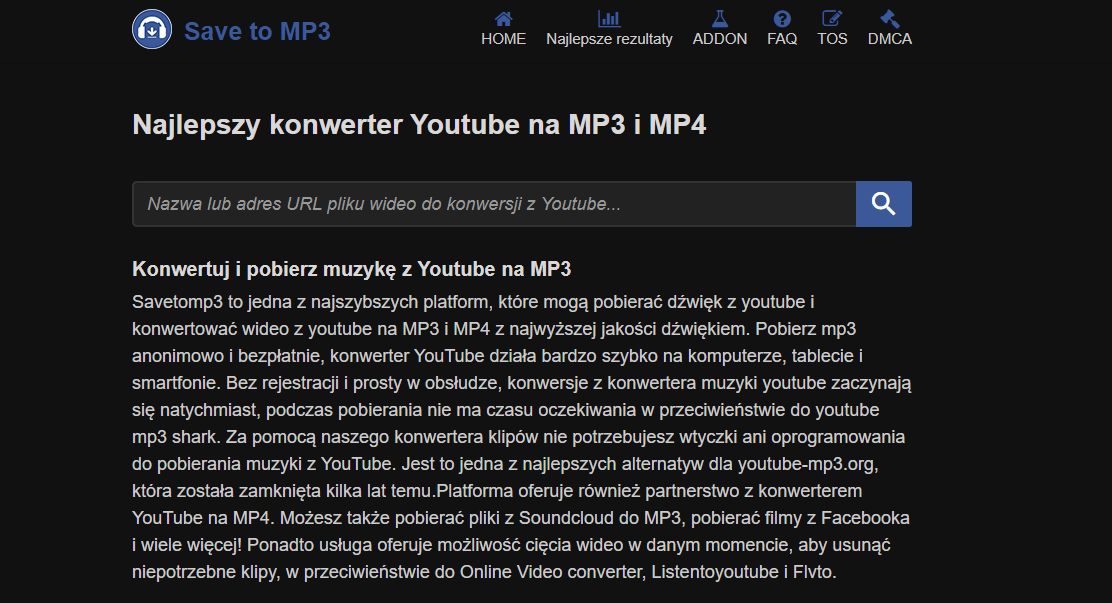 Save to MP3
HOME Najlepsze rezultaty ADDON FAQ TOS DMCA
Najlepszy konwerter Youtube na MP3 i MP4
Nazwa lub adres URL pliku wideo do konwersji z Youtube...
Konwertuj i pobierz muzykę z Youtube na MP3
Savetomp3 to jedna z najszybszych platform, które mogą pobierać dźwięk z youtube i
konwertować wideo z youtube na MP3 i MP4 z najwyższej jakości dźwiękiem. Pobierz mp3
anonimowo i bezpłatnie, konwerter YouTube działa bardzo szybko na komputerze, tablecie i
smartfonie. Bez rejestracji i prosty w obsłudze, konwersje z konwertera muzyki youtube zaczynają
się natychmiast, podczas pobierania nie ma czasu oczekiwania w przeciwieństwie do youtube
mp3 shark. Za pomocą naszego konwertera klipów nie potrzebujesz wtyczki ani oprogramowania
do pobierania muzyki z YouTube. Jest to jedna z najlepszych alternatyw dla youtube-mp3.org,
która została zamknięta kilka lat temu.Platforma oferuje również partnerstwo z konwerterem
YouTube na MP4. Możesz także pobierać pliki z Soundcloud do MP3, pobierać filmy z Facebooka
i wiele więcej! Ponadto usługa oferuje możliwość cięcia wideo w danym momencie, aby usunąć
niepotrzebne klipy, w przeciwieństwie do Online Video converter, Listentoyoutube i Flvto.